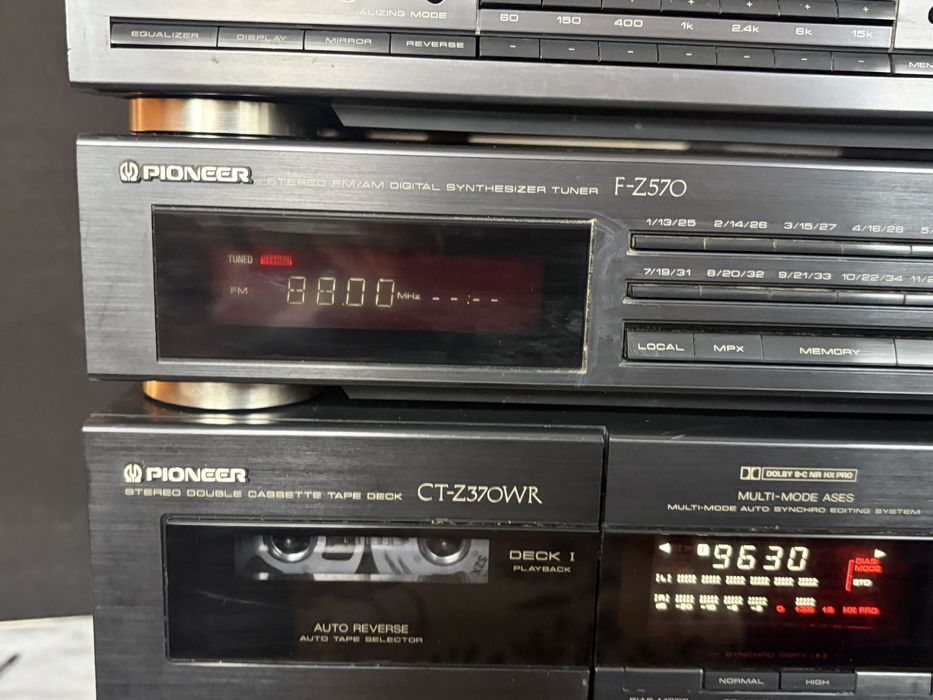 EQUALIZING MODE
60 150 400 1k 2.4k 6k 15k
EQUALIZER DISPLAY MIRROR REVERSE
PIONEER STEREO FM/AM DIGITAL SYNTHESIZER TUNER F-Z570
1/13/25 2/14/26 3/15/27 4/16/28
TUNED STEREO
FM 88.00 MHz --:--
7/19/31 8/20/32 9/21/33 10/22/34
LOCAL MPX MEMORY
PIONEER
STEREO DOUBLE CASSETTE TAPE DECK CT-Z370WR
DOLBY B-C NR HX PRO
MULTI-MODE ASES
MULTI-MODE AUTO SYNCHRO EDITING SYSTEM
DECK I
PLAYBACK
AUTO REVERSE
AUTO TAPE SELECTOR
9630
HX PRO
SYNCHRO COPY
NORMAL HIGH